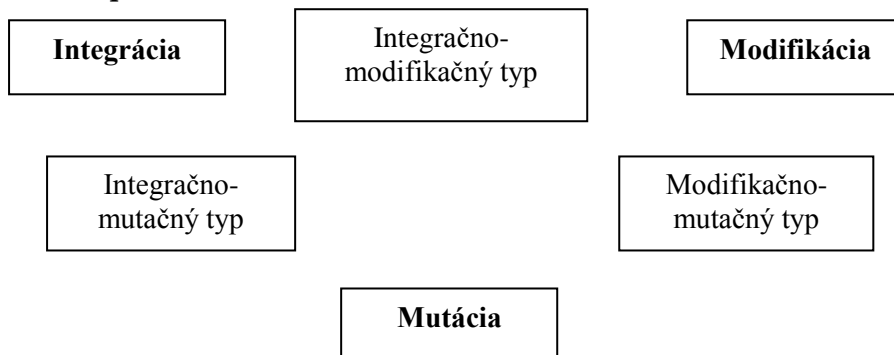 Integrácia
Integračno-
modifikačný typ
Modifikácia
Integračno-
mutačný typ
Modifikačno-
mutačný typ
Mutácia